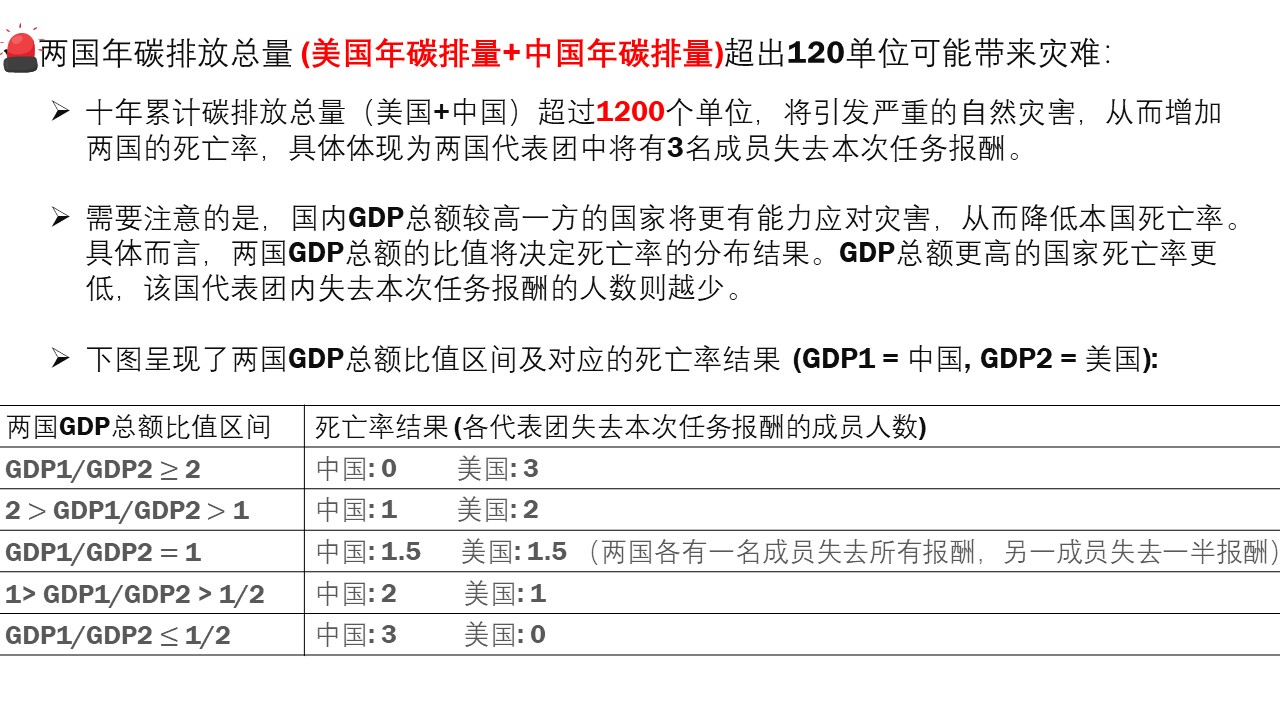 两国年碳排放总量 (美国年碳排量+中国年碳排量)超出120单位可能带来灾难：
➢ 十年累计碳排放总量（美国+中国）超过1200个单位，将引发严重的自然灾害，从而增加
两国的死亡率，具体体现为两国代表团中将有3名成员失去本次任务报酬。
➢ 需要注意的是，国内GDP总额较高一方的国家将更有能力应对灾害，从而降低本国死亡率。
具体而言，两国GDP总额的比值将决定死亡率的分布结果。GDP总额更高的国家死亡率更
低，该国代表团内失去本次任务报酬的人数则越少。
➢ 下图呈现了两国GDP总额比值区间及对应的死亡率结果 (GDP1 = 中国, GDP2 = 美国):
两国GDP总额比值区间 死亡率结果 (各代表团失去本次任务报酬的成员人数)
GDP1/GDP2 ≥ 2 中国: 0 美国: 3
2 > GDP1/GDP2 > 1 中国: 1 美国: 2
GDP1/GDP2 = 1 中国: 1.5 美国: 1.5 （两国各有一名成员失去所有报酬，另一成员失去一半报酬）
1> GDP1/GDP2 > 1/2 中国: 2 美国: 1
GDP1/GDP2 ≤ 1/2 中国: 3 美国: 0